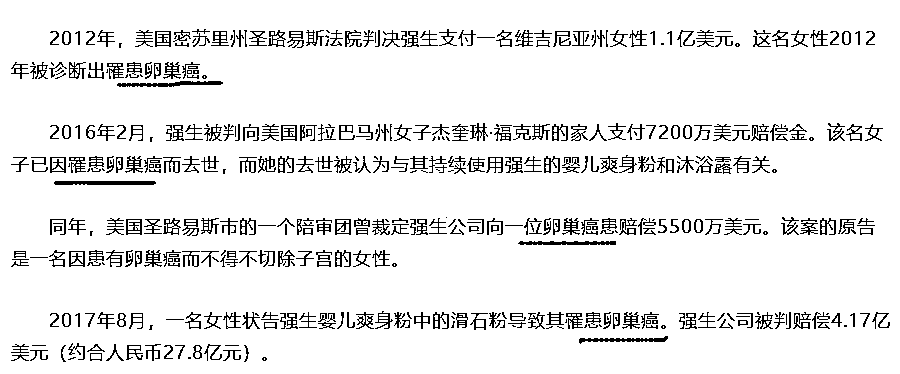 2012年，美国密苏里州圣路易斯法院判决强生支付一名维吉尼亚州女性1.1亿美元。这名女性2012
年被诊断出罹患卵巢癌。
2016年2月，强生被判向美国阿拉巴马州女子杰奎琳·福克斯的家人支付7200万美元赔偿金。该名女
子已因罹患卵巢癌而去世，而她的去世被认为与其持续使用强生的婴儿爽身粉和沐浴露有关。
同年，美国圣路易斯市的一个陪审团曾裁定强生公司向一位卵巢癌患赔偿5500万美元。该案的原告
是一名因患有卵巢癌而不得不切除子宫的女性。
2017年8月，一名女性状告强生婴儿爽身粉中的滑石粉导致其罹患卵巢癌。强生公司被判赔偿4.17亿
美元（约合人民币27.8亿元）。